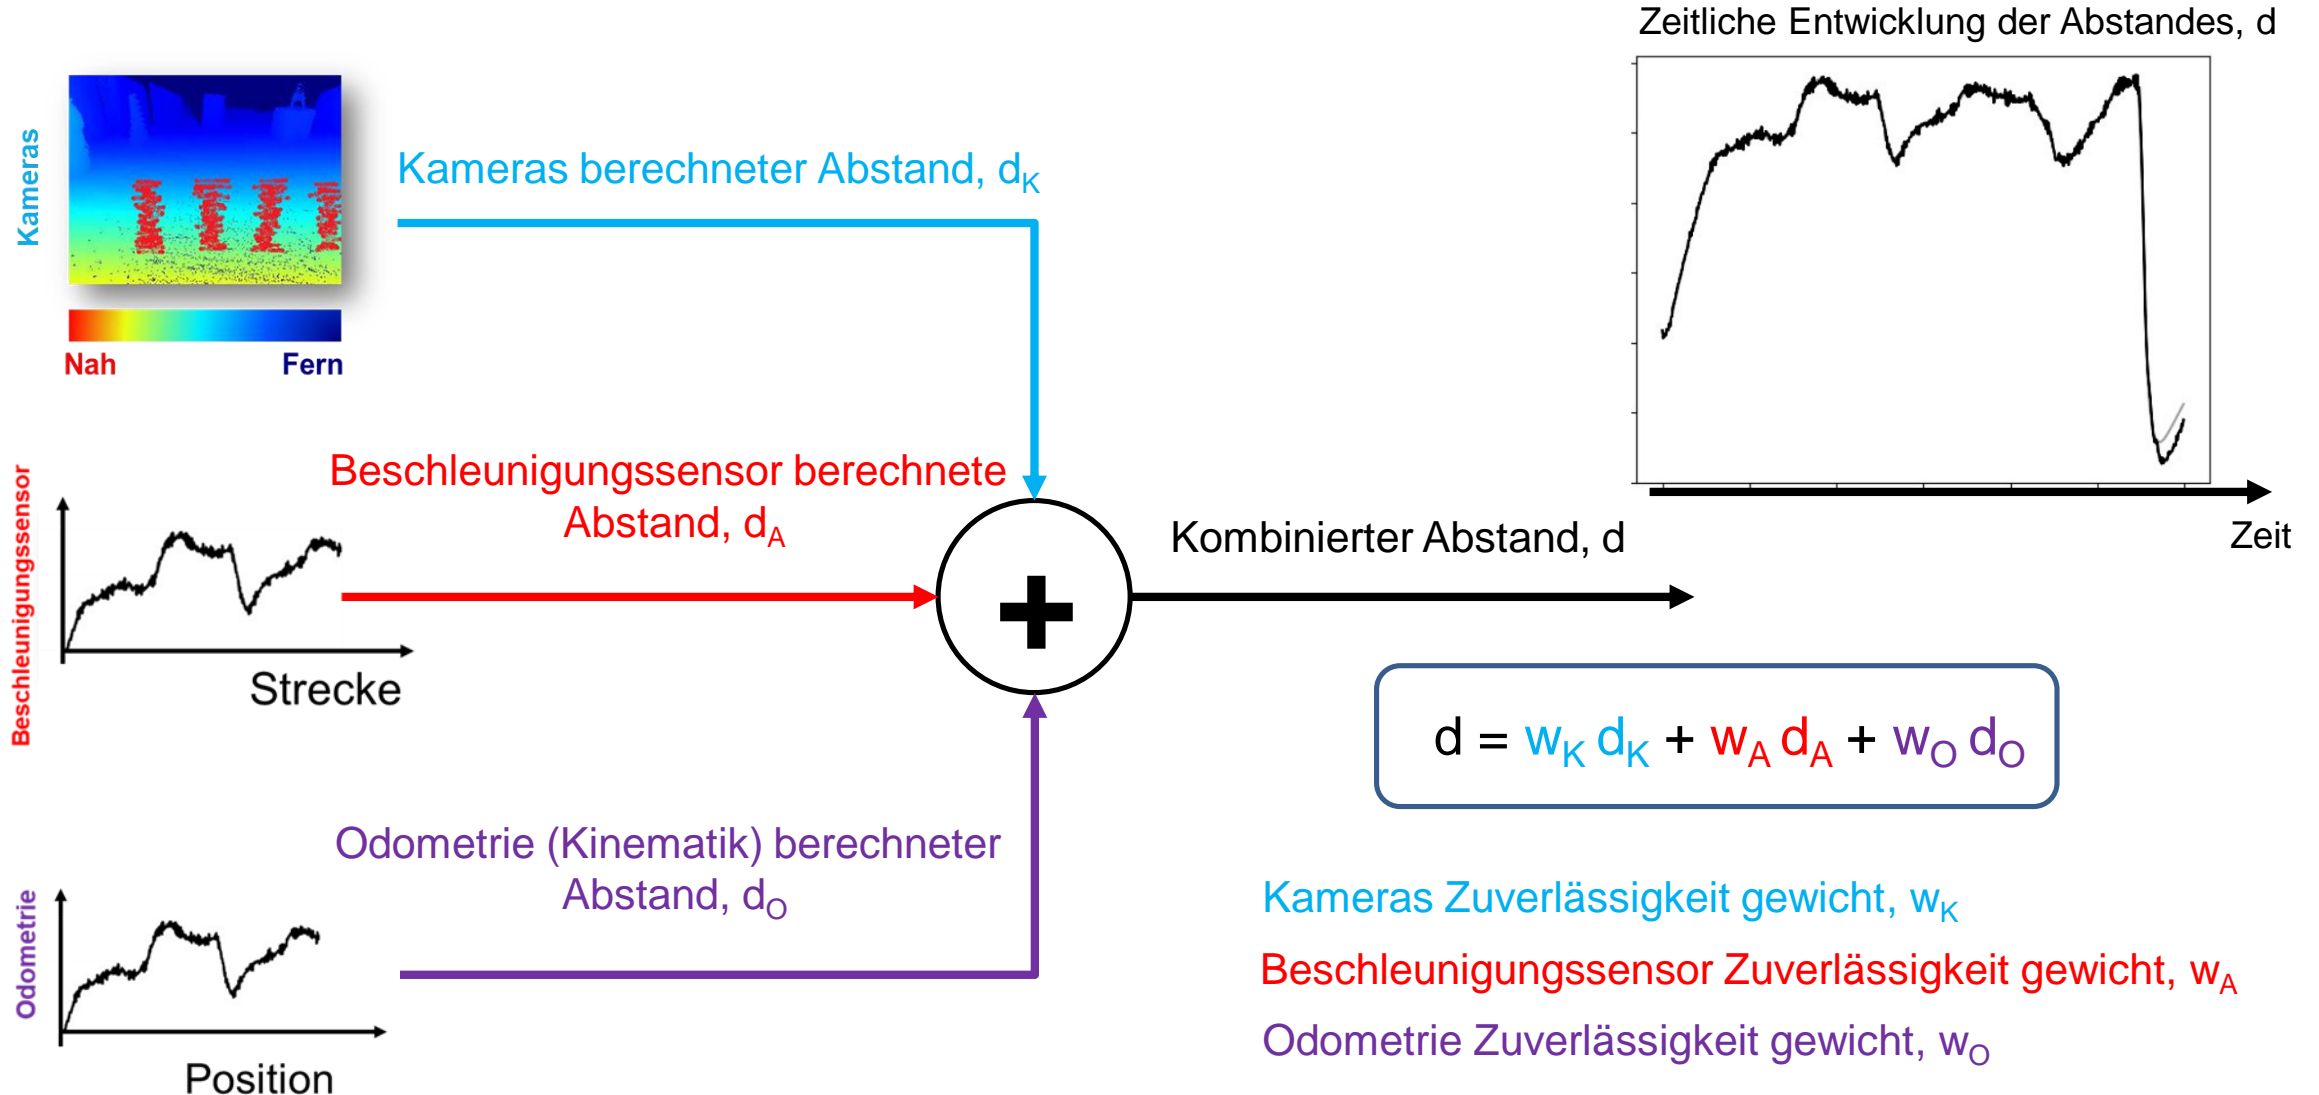 Zeitliche Entwicklung der Abstandes, d
Kameras
Kameras berechneter Abstand, dK
Nah
Fern
Beschleunigungssensor
Beschleunigungssensor berechnete
Abstand, dA
Strecke
+
Kombinierter Abstand, d
Zeit
d = wK dK + wA dA + wO dO
Odometrie
Odometrie (Kinematik) berechneter
Abstand, dO
Position
Kameras Zuverlässigkeit gewicht, wK
Beschleunigungssensor Zuverlässigkeit gewicht, wA
Odometrie Zuverlässigkeit gewicht, wO